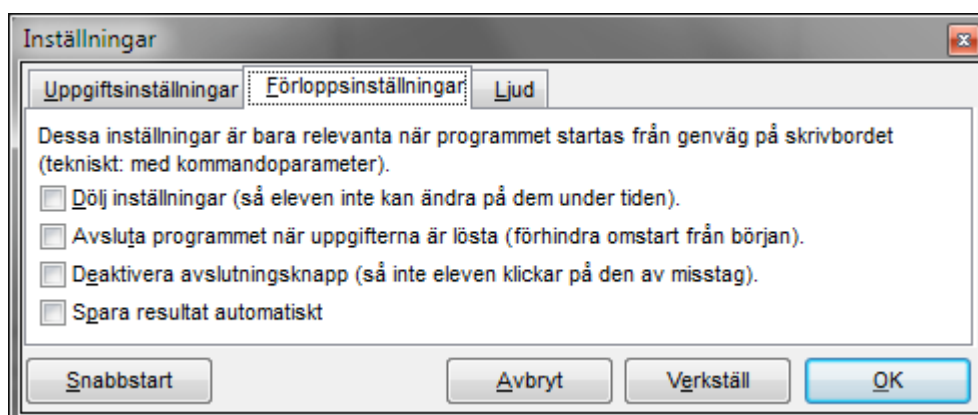 Inställningar
Uppgiftsinställningar Förloppsinställningar Ljud
Dessa inställningar är bara relevanta när programmet startas från genväg på skrivbordet
(tekniskt: med kommandoparameter).
Dölj inställningar (så eleven inte kan ändra på dem under tiden).
Avsluta programmet när uppgifterna är lösta (förhindra omstart från början).
Deaktivera avslutningsknapp (så inte eleven klickar på den av misstag).
Spara resultat automatiskt
Snabbstart Avbryt Verkställ OK